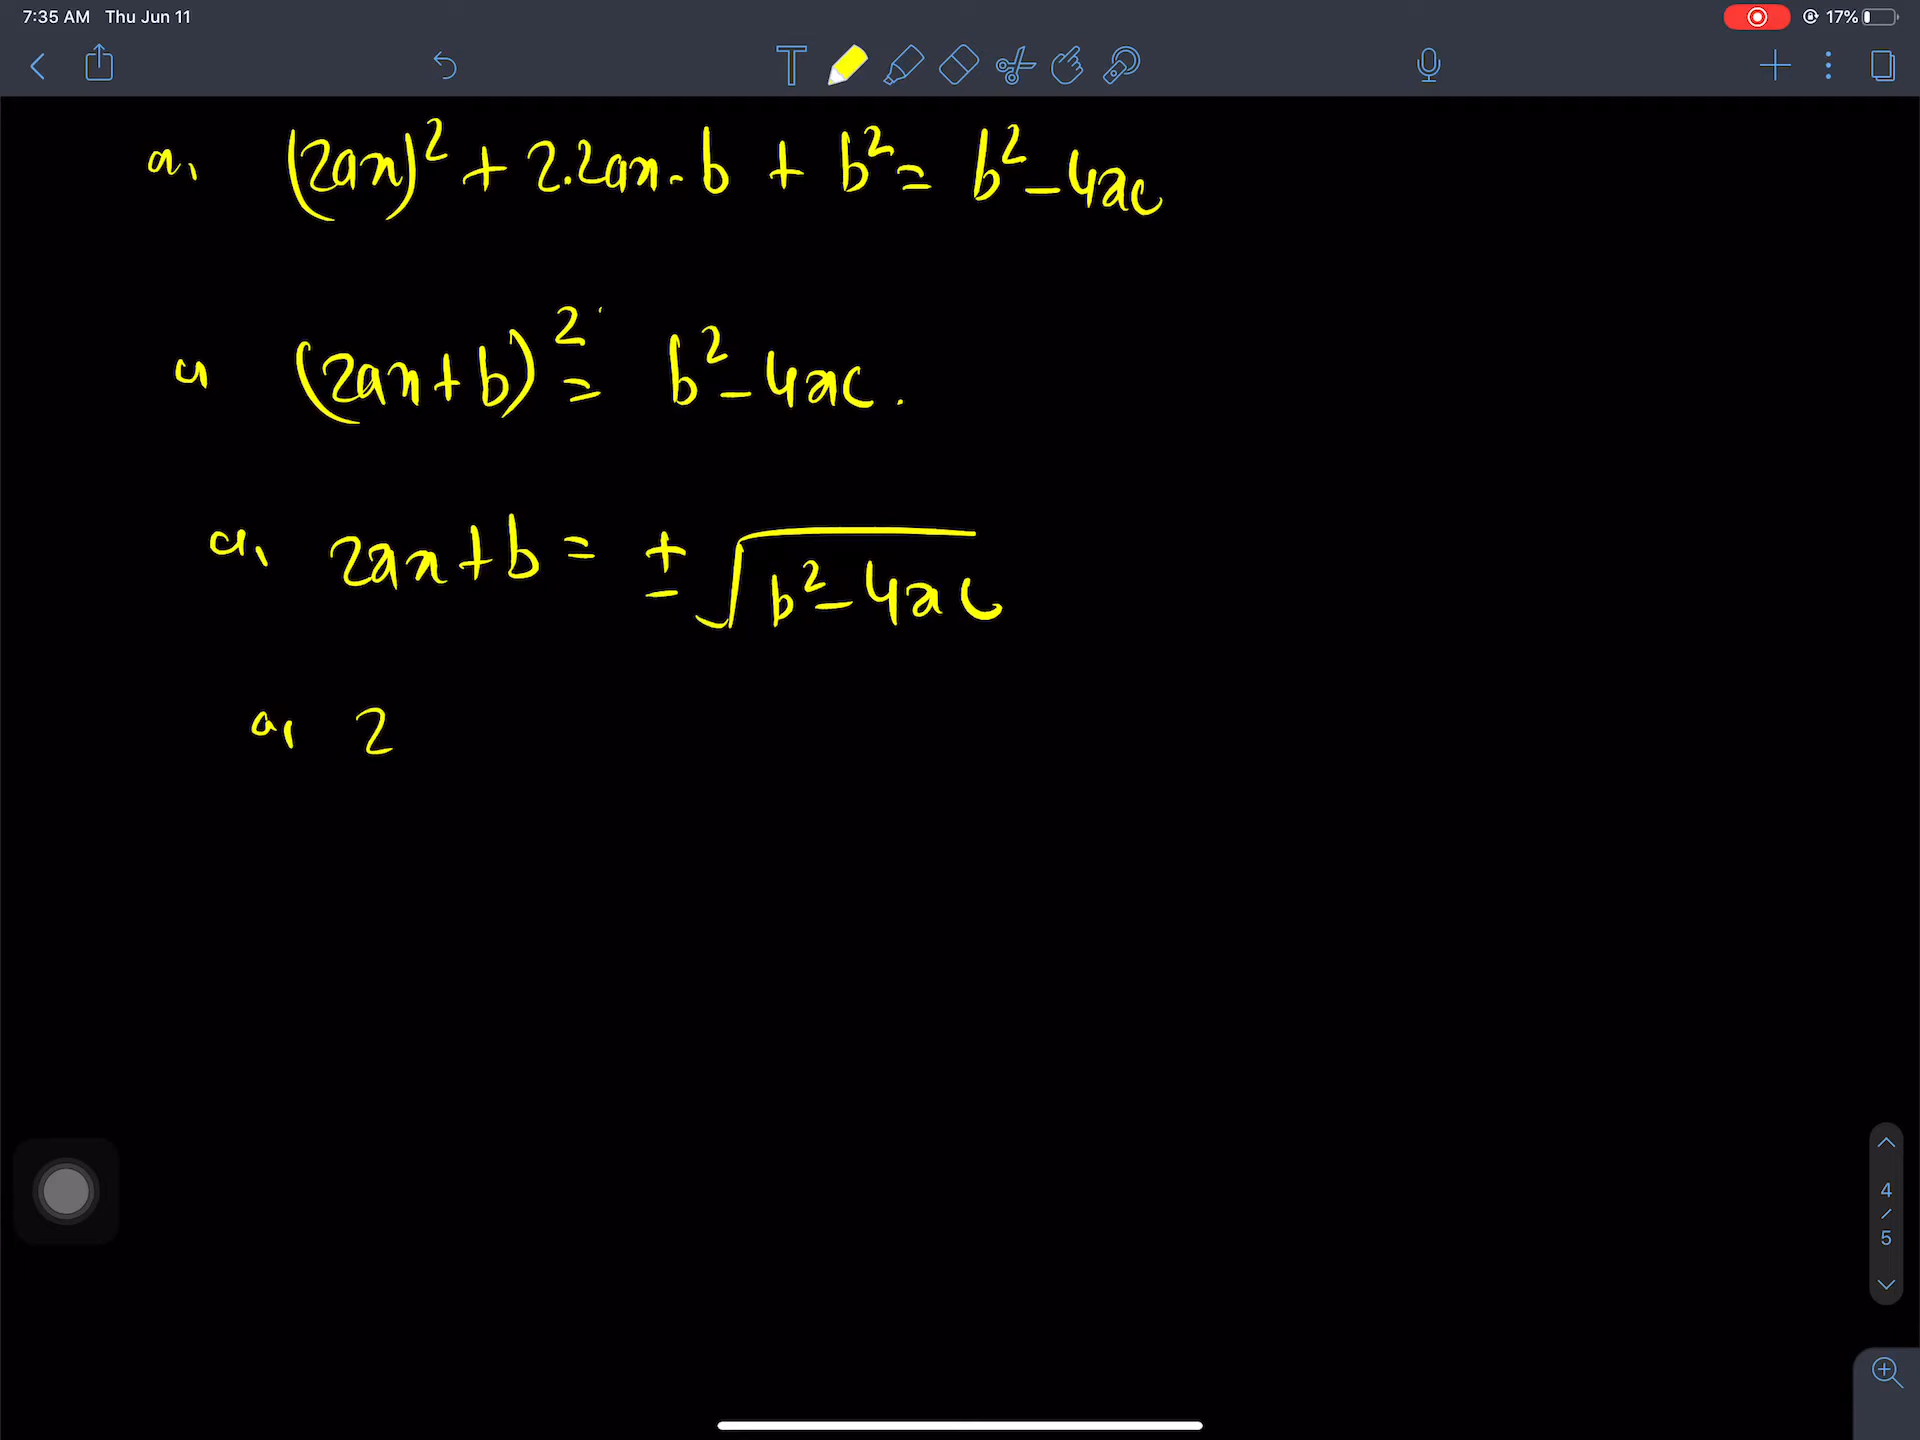 7:35 AM Thu Jun 11
17%
T
a, (2ax)² + 2.2ax.b + b² = b² - 4ac
a (2ax + b)² = b² - 4ac.
a, 2ax + b = ± √(b² - 4ac)
a, 2
4
/
5